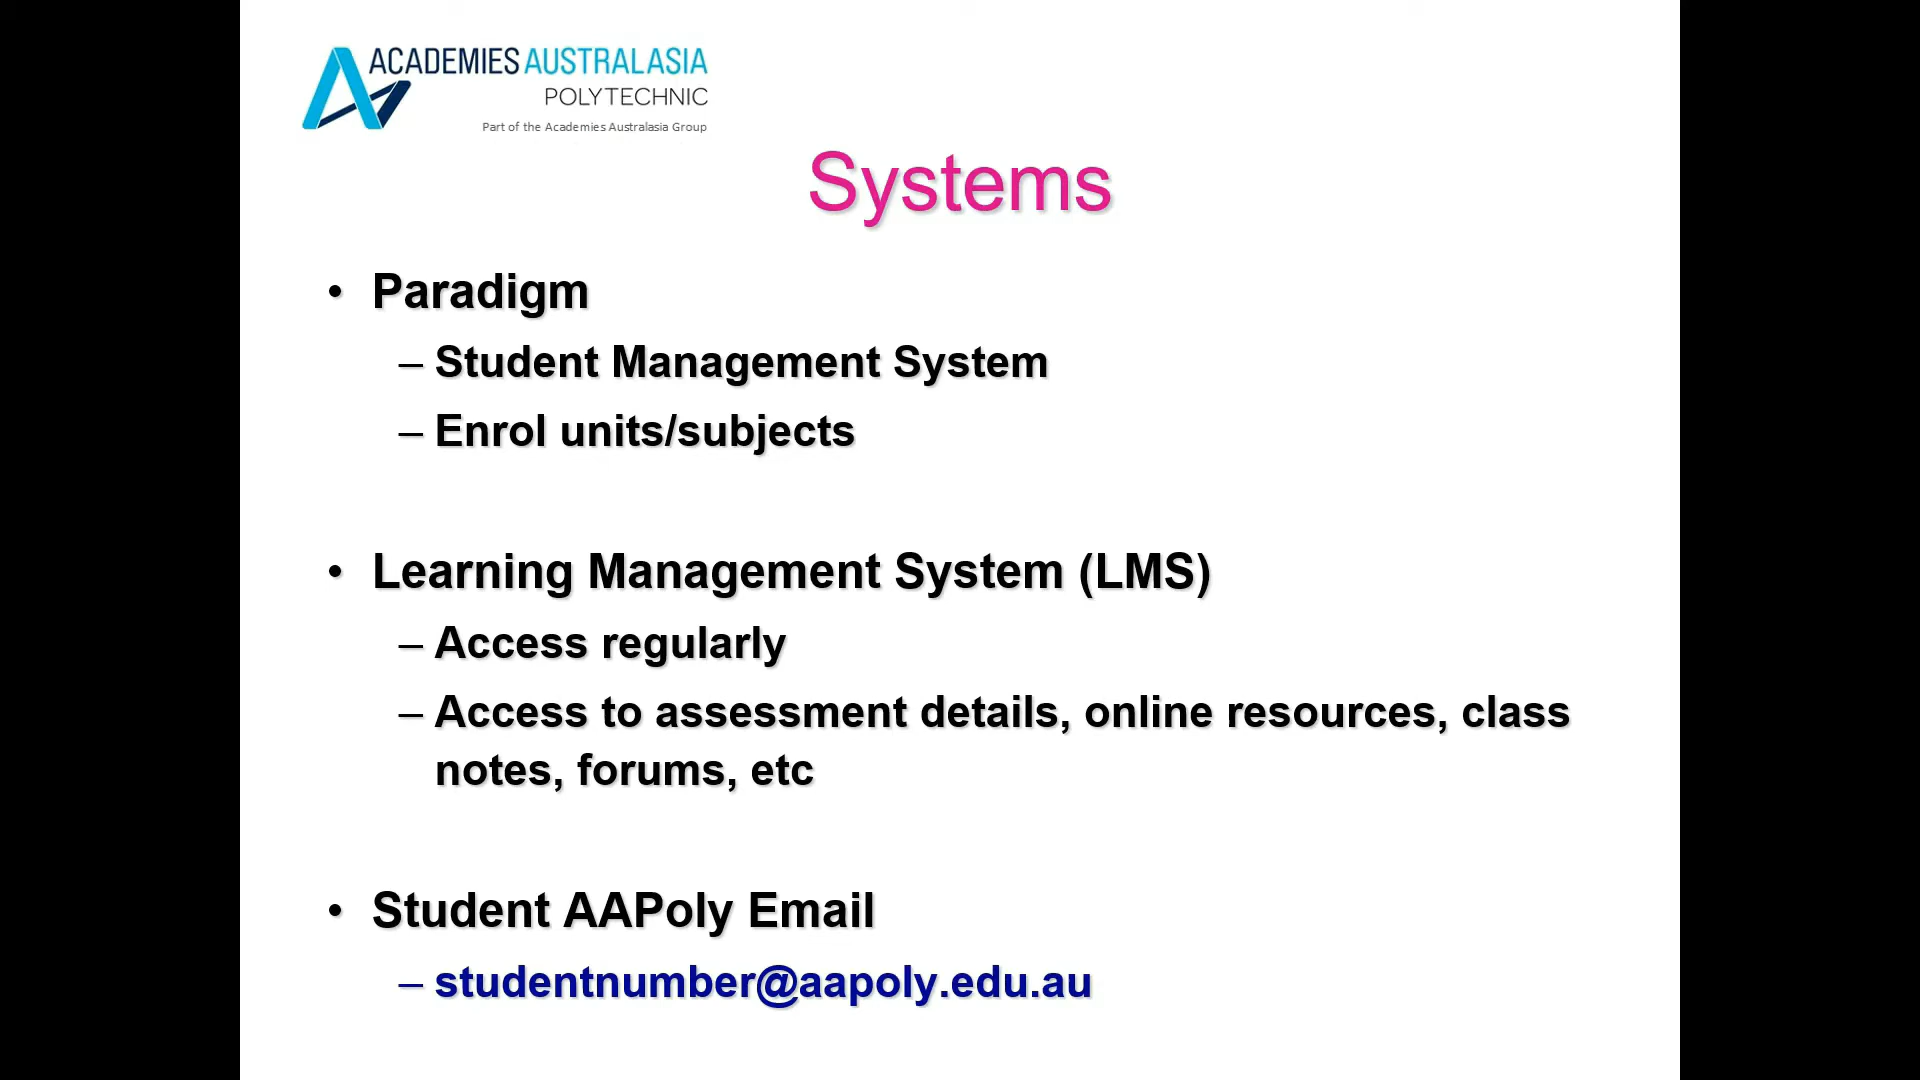 ACADEMIES AUSTRALASIA
POLYTECHNIC
Part of the Academies Australasia Group
Systems
• Paradigm
– Student Management System
– Enrol units/subjects
• Learning Management System (LMS)
– Access regularly
– Access to assessment details, online resources, class
notes, forums, etc
• Student AAPoly Email
– studentnumber@aapoly.edu.au